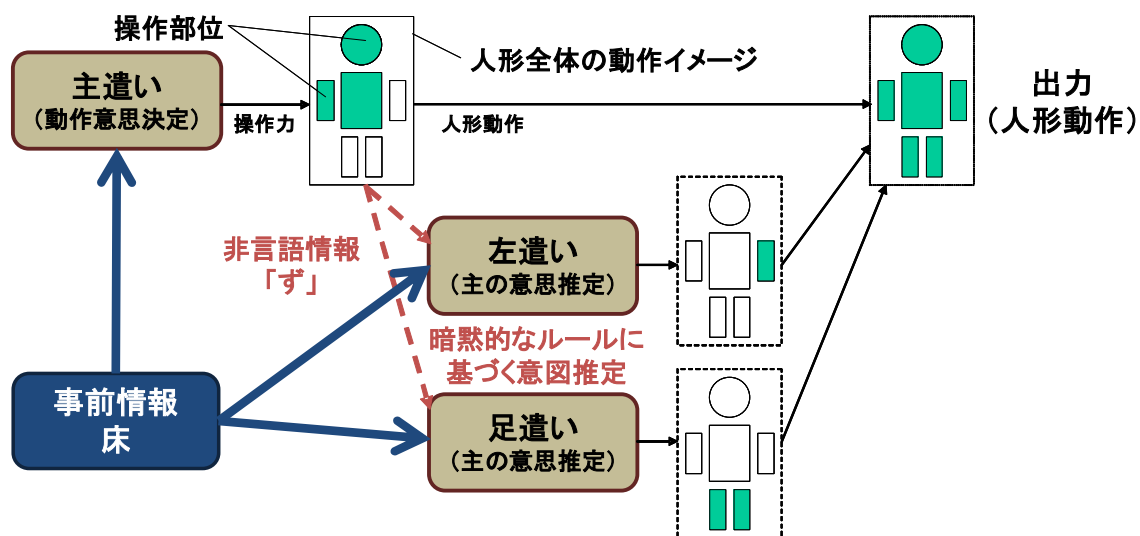 操作部位
人形全体の動作イメージ
主遣い
(動作意思決定)
操作力
人形動作
出力
(人形動作)
非言語情報
「ず」
左遣い
(主の意思推定)
暗黙的なルールに
基づく意図推定
事前情報
床
足遣い
(主の意思推定)